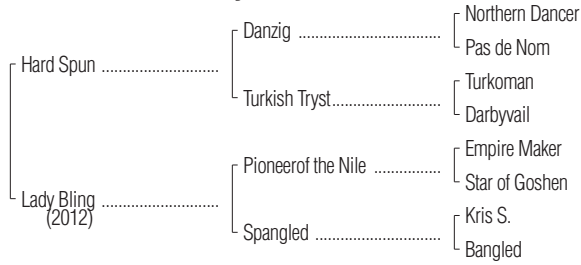 Northern Dancer
Danzig ................................
Pas de Nom
Hard Spun ..........................
Turkoman
Turkish Tryst........................
Darbyvail
Empire Maker
Pioneerof the Nile ................
Star of Goshen
Lady Bling ..........................
(2012)
Kris S.
Spangled ............................
Bangled